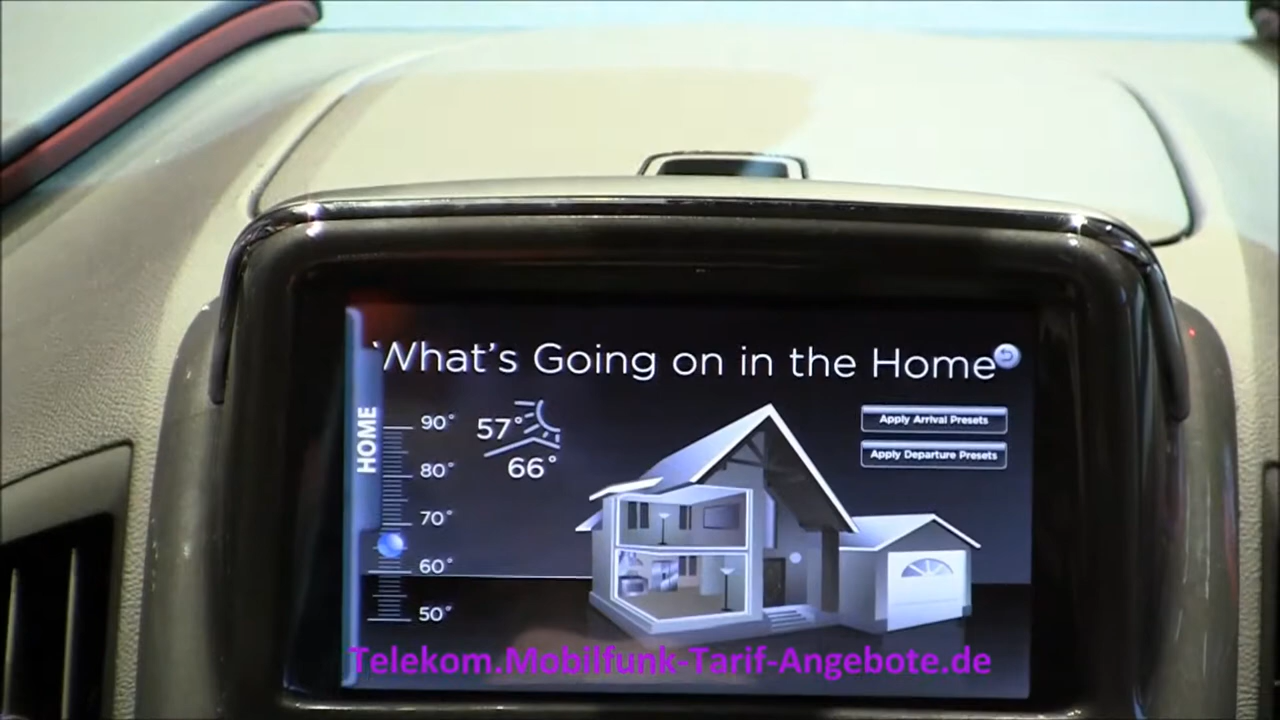 What's Going on in the Home
HOME
90°
80°
70°
60°
50°
57°
66°
Apply Arrival Presets
Apply Departure Presets
Telekom.Mobilfunk-Tarif-Angebote.de